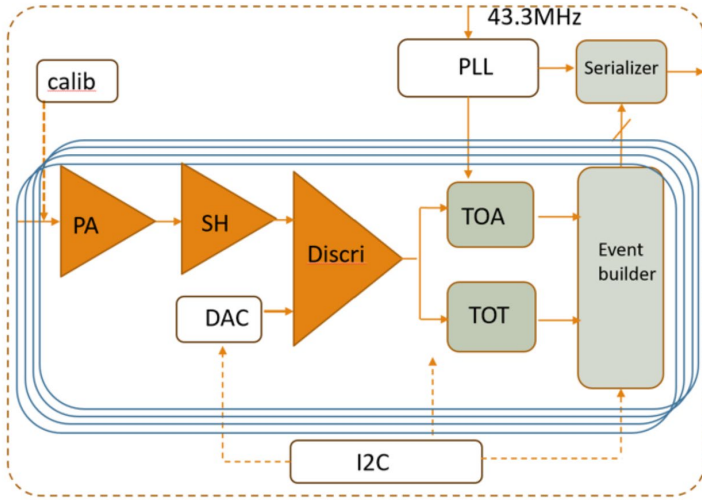 43.3MHz
PLL
Serializer
calib
PA
SH
Discri
TOA
Event
builder
DAC
TOT
I2C